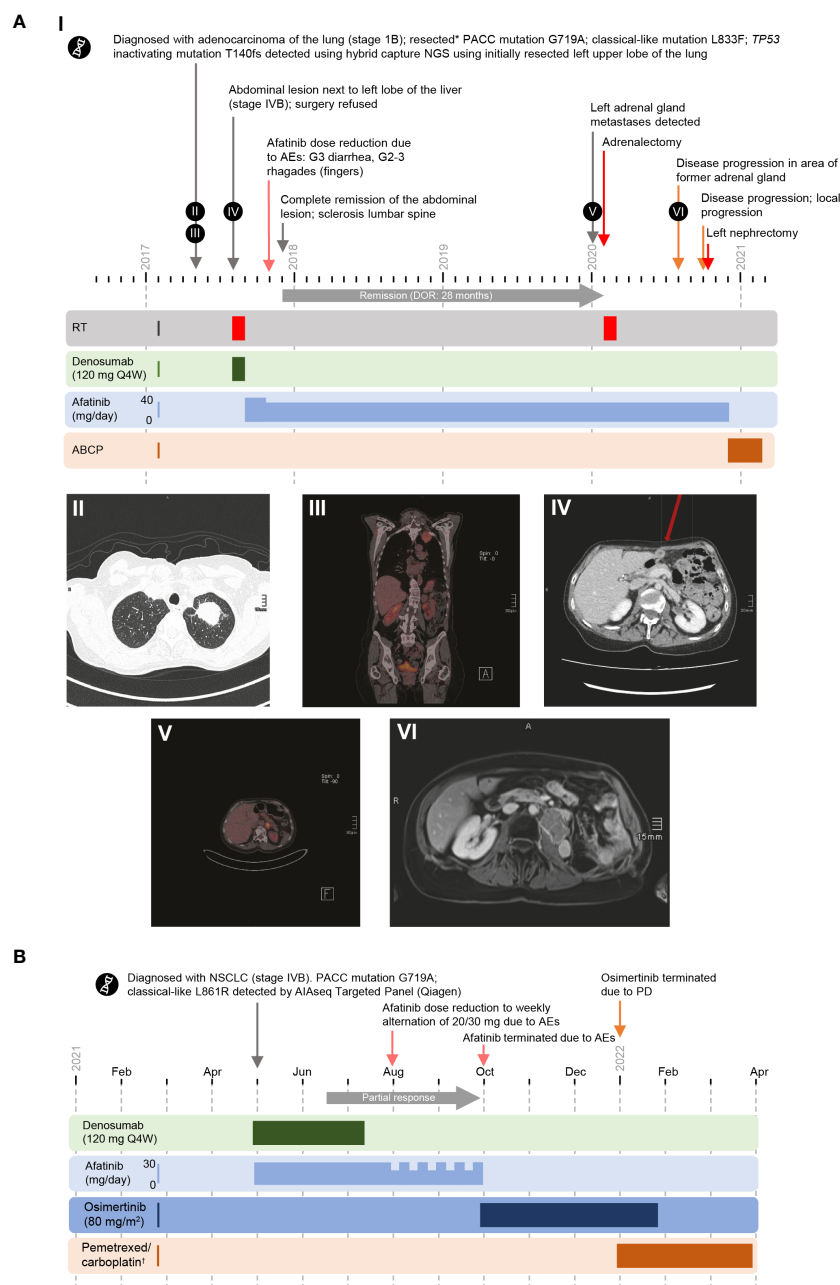 A
I
Diagnosed with adenocarcinoma of the lung (stage 1B); resected* PACC mutation G719A; classical-like mutation L833F; TP53
inactivating mutation T140fs detected using hybrid capture NGS using initially resected left upper lobe of the lung
Abdominal lesion next to left lobe of the liver
(stage IVB); surgery refused
Left adrenal gland
metastases detected
Afatinib dose reduction due
to AEs: G3 diarrhea, G2-3
rhagades (fingers)
Adrenalectomy
Disease progression in area of
former adrenal gland
Complete remission of the abdominal
lesion; sclerosis lumbar spine
Disease progression; local
progression
Left nephrectomy
II
III
IV
V
VI
2017
2018
2019
2020
2021
Remission (DOR: 28 months)
RT
Denosumab
(120 mg Q4W)
Afatinib
(mg/day)
40
0
ABCP
II
III
Spin: 0
Tilt: -0
A
IV
V
Spin: 0
Tilt: -90
F
VI
A
R
15mm
B
Diagnosed with NSCLC (stage IVB). PACC mutation G719A;
classical-like L861R detected by AIAseq Targeted Panel (Qiagen)
Osimertinib terminated
due to PD
Afatinib dose reduction to weekly
alternation of 20/30 mg due to AEs
Afatinib terminated due to AEs
2021
Feb
Apr
Jun
Aug
Oct
Dec
2022
Feb
Apr
Partial response
Denosumab
(120 mg Q4W)
Afatinib
(mg/day)
30
0
Osimertinib
(80 mg/m²)
Pemetrexed/
carboplatin†